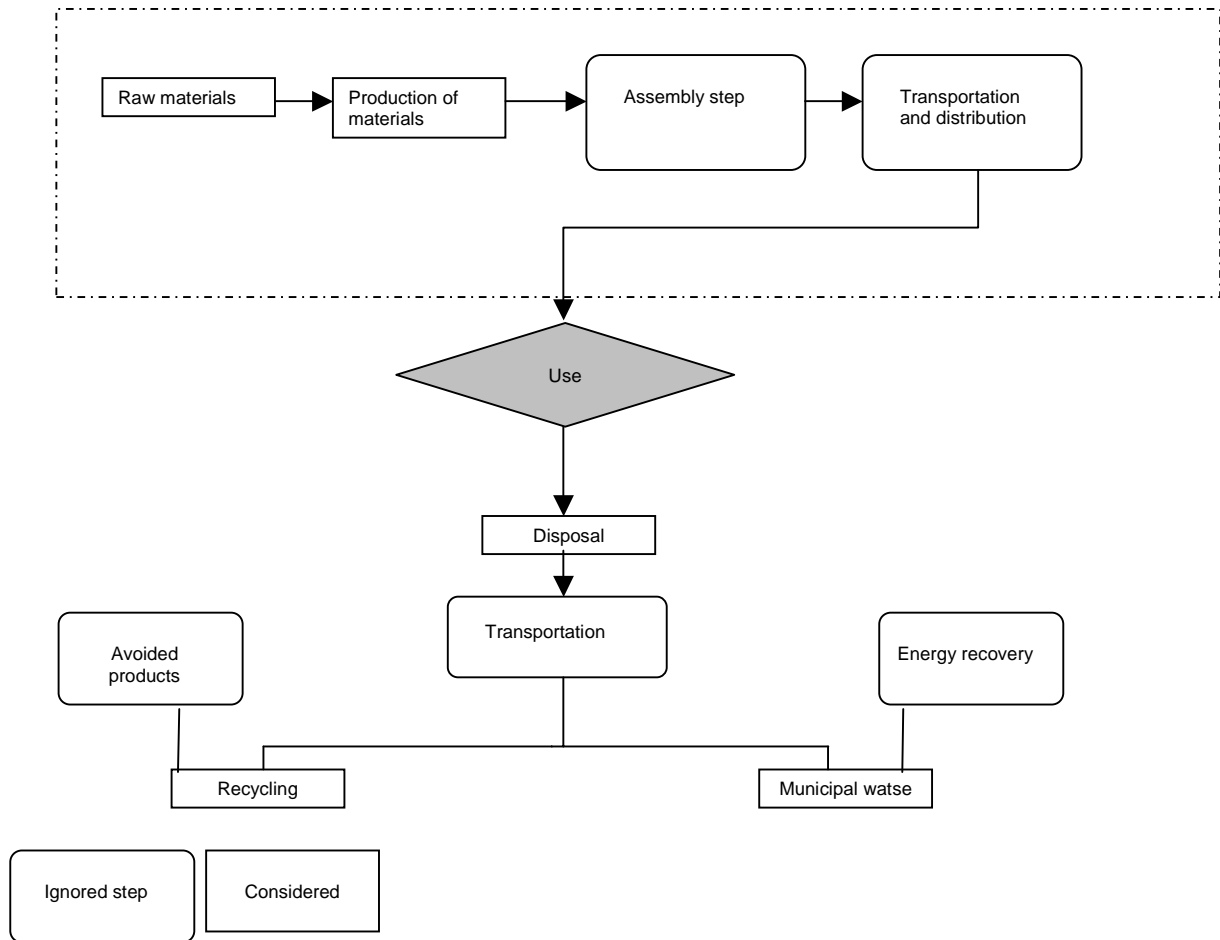 Raw materials
Production of
materials
Assembly step
Transportation
and distribution
Use
Disposal
Transportation
Avoided
products
Energy recovery
Recycling
Municipal watse
Ignored step
Considered